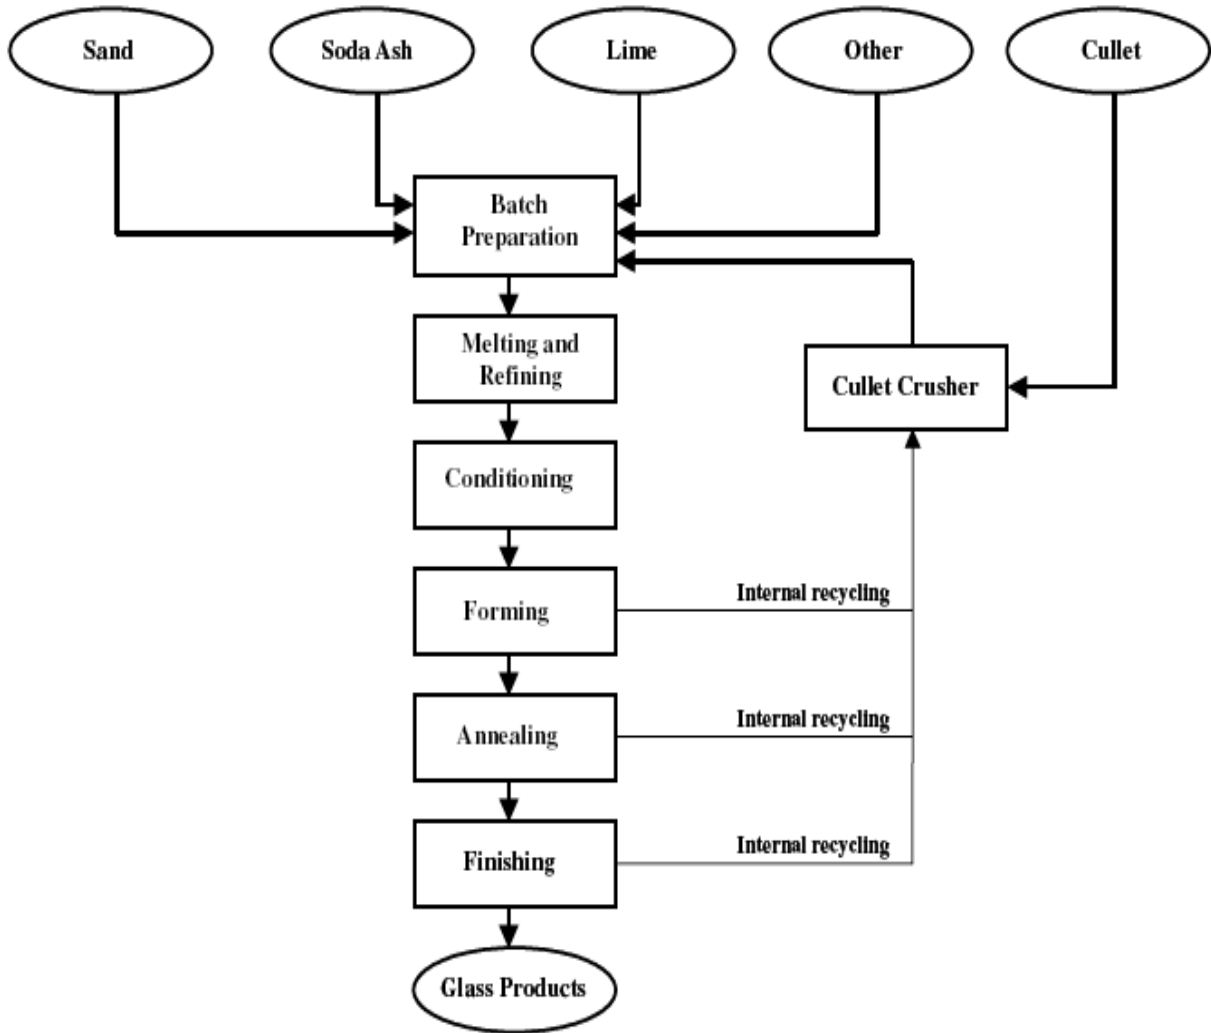 Sand
Soda Ash
Lime
Other
Cullet
Batch
Preparation
Melting and
Refining
Cullet Crusher
Conditioning
Forming
Internal recycling
Annealing
Internal recycling
Finishing
Internal recycling
Glass Products